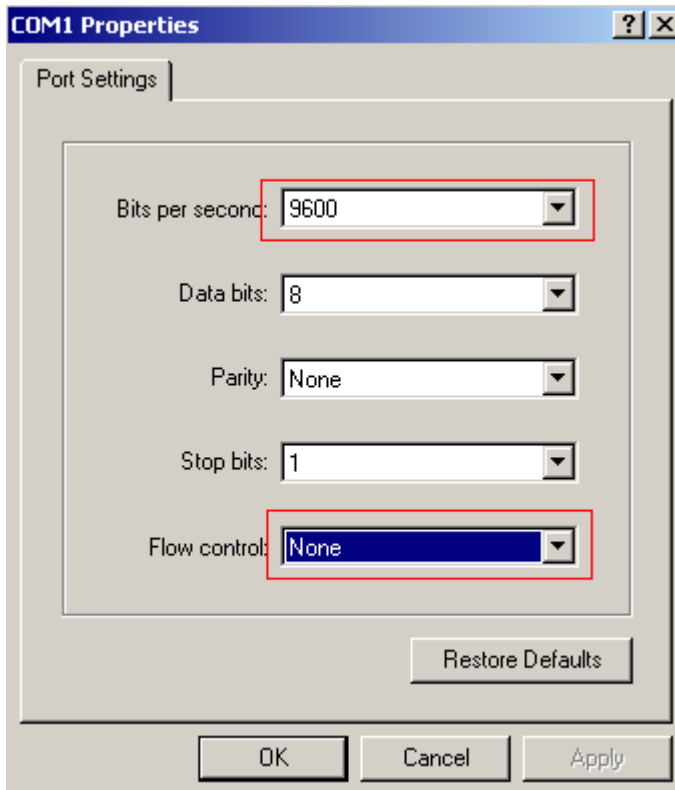 COM1 Properties
Port Settings
Bits per second: 9600
Data bits: 8
Parity: None
Stop bits: 1
Flow control: None
Restore Defaults
OK Cancel Apply